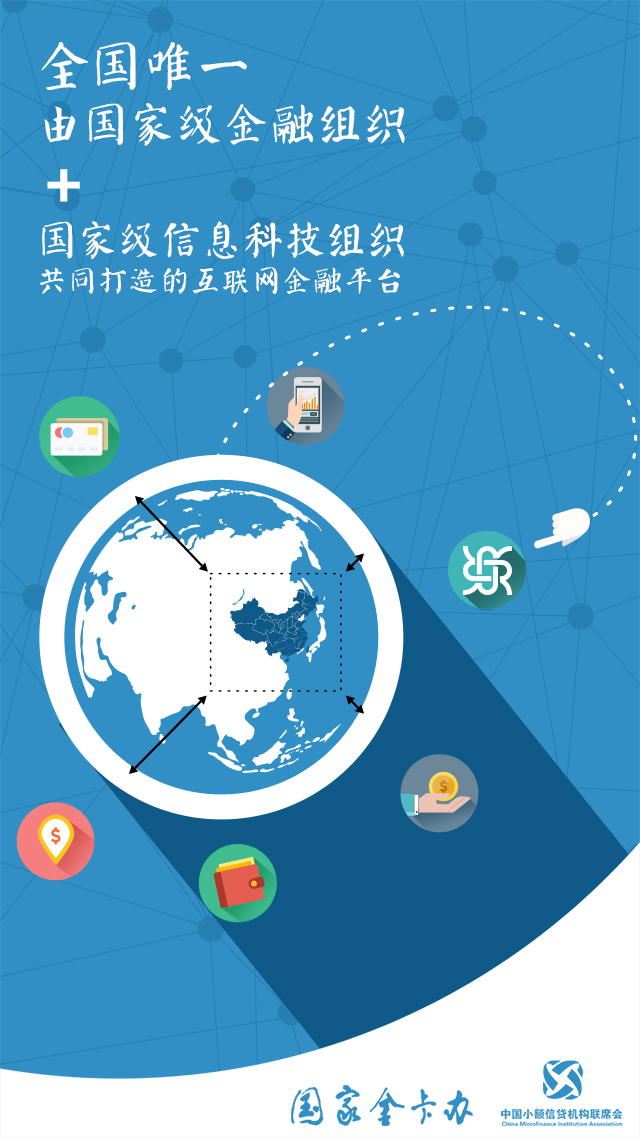 全国唯一
由国家级金融组织
+
国家级信息科技组织
共同打造的互联网金融平台
$
$
国家金卡办
中国小额信贷机构联席会
China Microfinance Institution Association